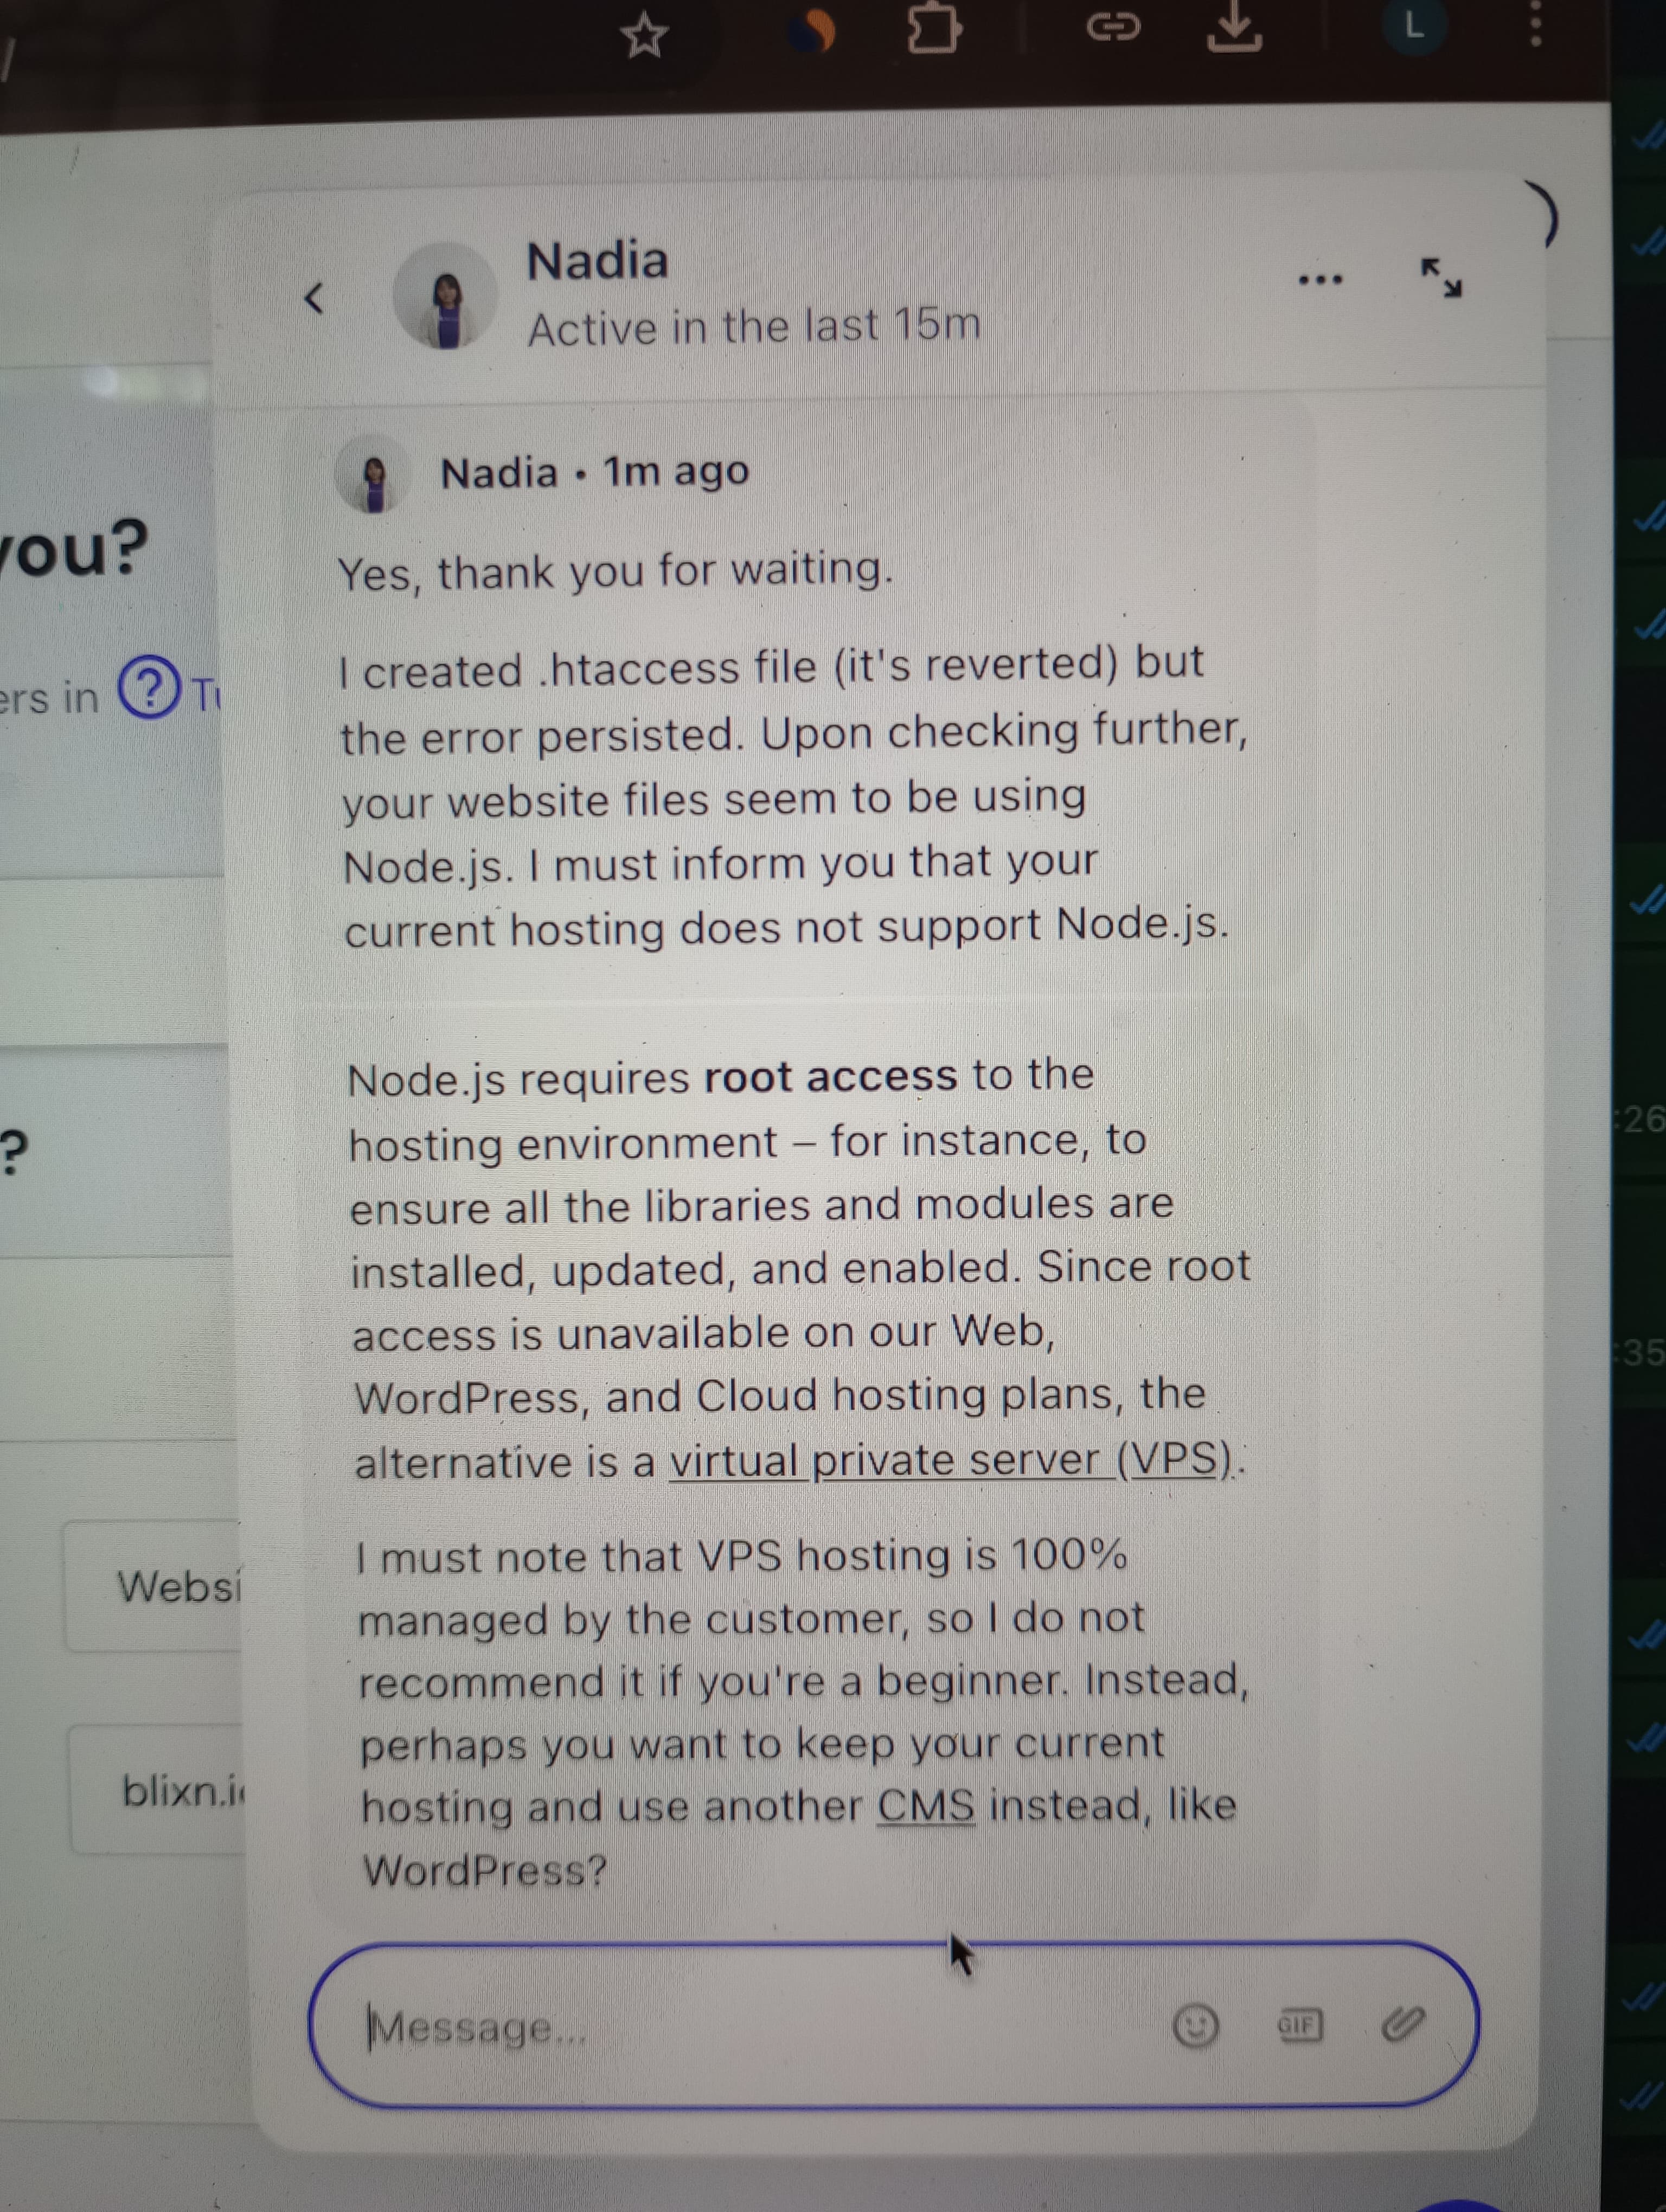 L
Nadia
Active in the last 15m
Nadia • 1m ago
Yes, thank you for waiting.
I created .htaccess file (it's reverted) but
the error persisted. Upon checking further,
your website files seem to be using
Node.js. I must inform you that your
current hosting does not support Node.js.
Node.js requires root access to the
hosting environment – for instance, to
ensure all the libraries and modules are
installed, updated, and enabled. Since root
access is unavailable on our Web,
WordPress, and Cloud hosting plans, the
alternative is a virtual private server (VPS).
I must note that VPS hosting is 100%
managed by the customer, so I do not
recommend it if you're a beginner. Instead,
perhaps you want to keep your current
hosting and use another CMS instead, like
WordPress?
Message...
GIF
you?
ers in ? Tu
?
Websi
blixn.i
:26
:35